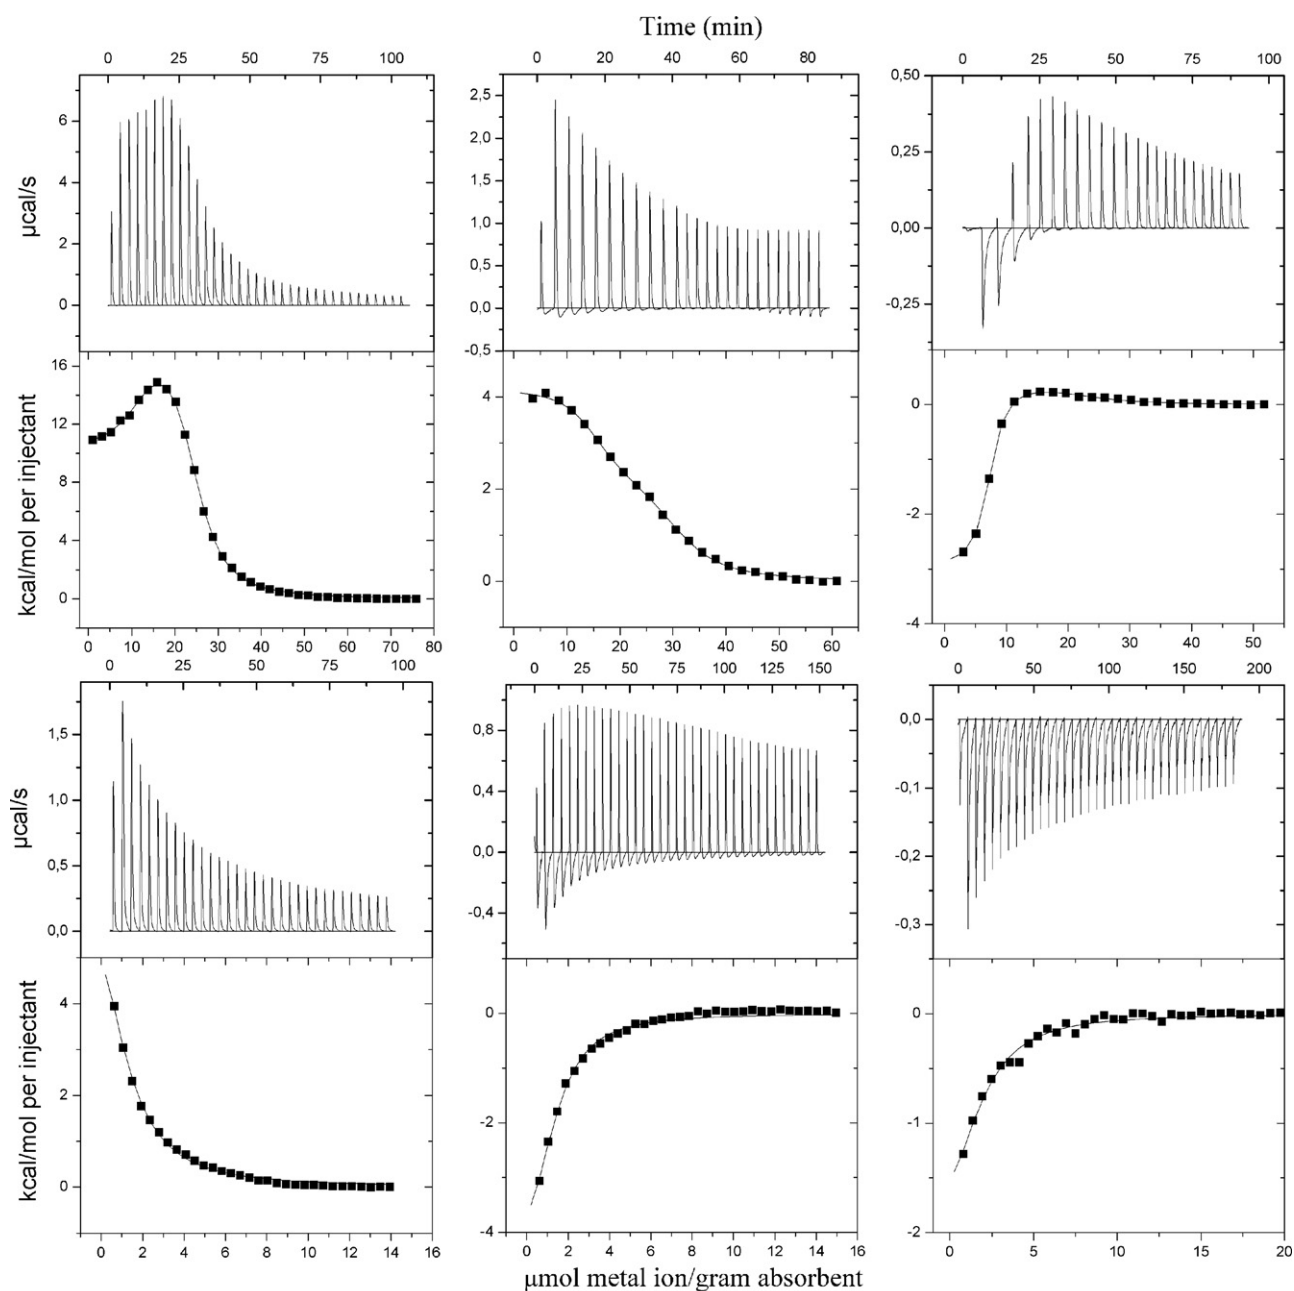 Time (min)
0 25 50 75 100
0 20 40 60 80
0 25 50 75 100
µcal/s
6
4
2
0
2,5
2,0
1,5
1,0
0,5
0,0
-0,5
0,50
0,25
0,00
-0,25
kcal/mol per injectant
16
12
8
4
0
4
2
0
0
-2
-4
0 10 20 30 40 50 60 70 80
0 10 20 30 40 50 60
0 10 20 30 40 50
0 25 50 75 100
0 25 50 75 100 125 150
0 50 100 150 200
µcal/s
1,5
1,0
0,5
0,0
0,8
0,4
0,0
-0,4
0,0
-0,1
-0,2
-0,3
kcal/mol per injectant
4
2
0
0
-2
-4
0
-1
-2
0 2 4 6 8 10 12 14 16
0 2 4 6 8 10 12 14 16
0 5 10 15 20
µmol metal ion/gram absorbent